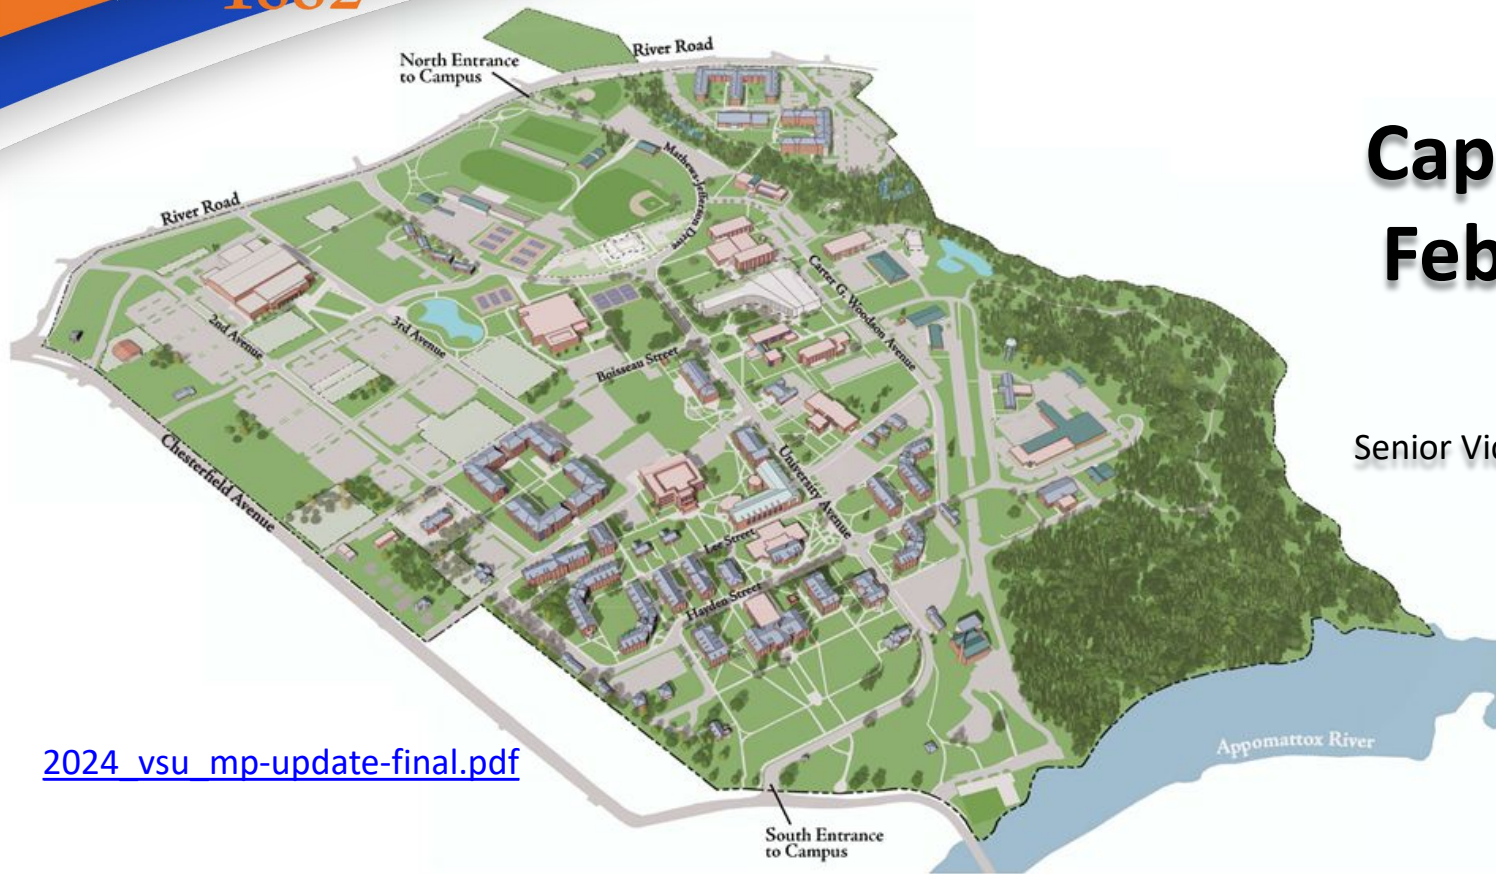 1882
River Road
North Entrance
to Campus
Mathews-Jefferson Drive
River Road
Carter G. Woodson Avenue
2nd Avenue
3rd Avenue
Boisseau Street
Chesterfield Avenue
University Avenue
Lee Street
Hayden Street
Appomattox River
South Entrance
to Campus
2024_vsu_mp-update-final.pdf
Cap
Feb
Senior Vic